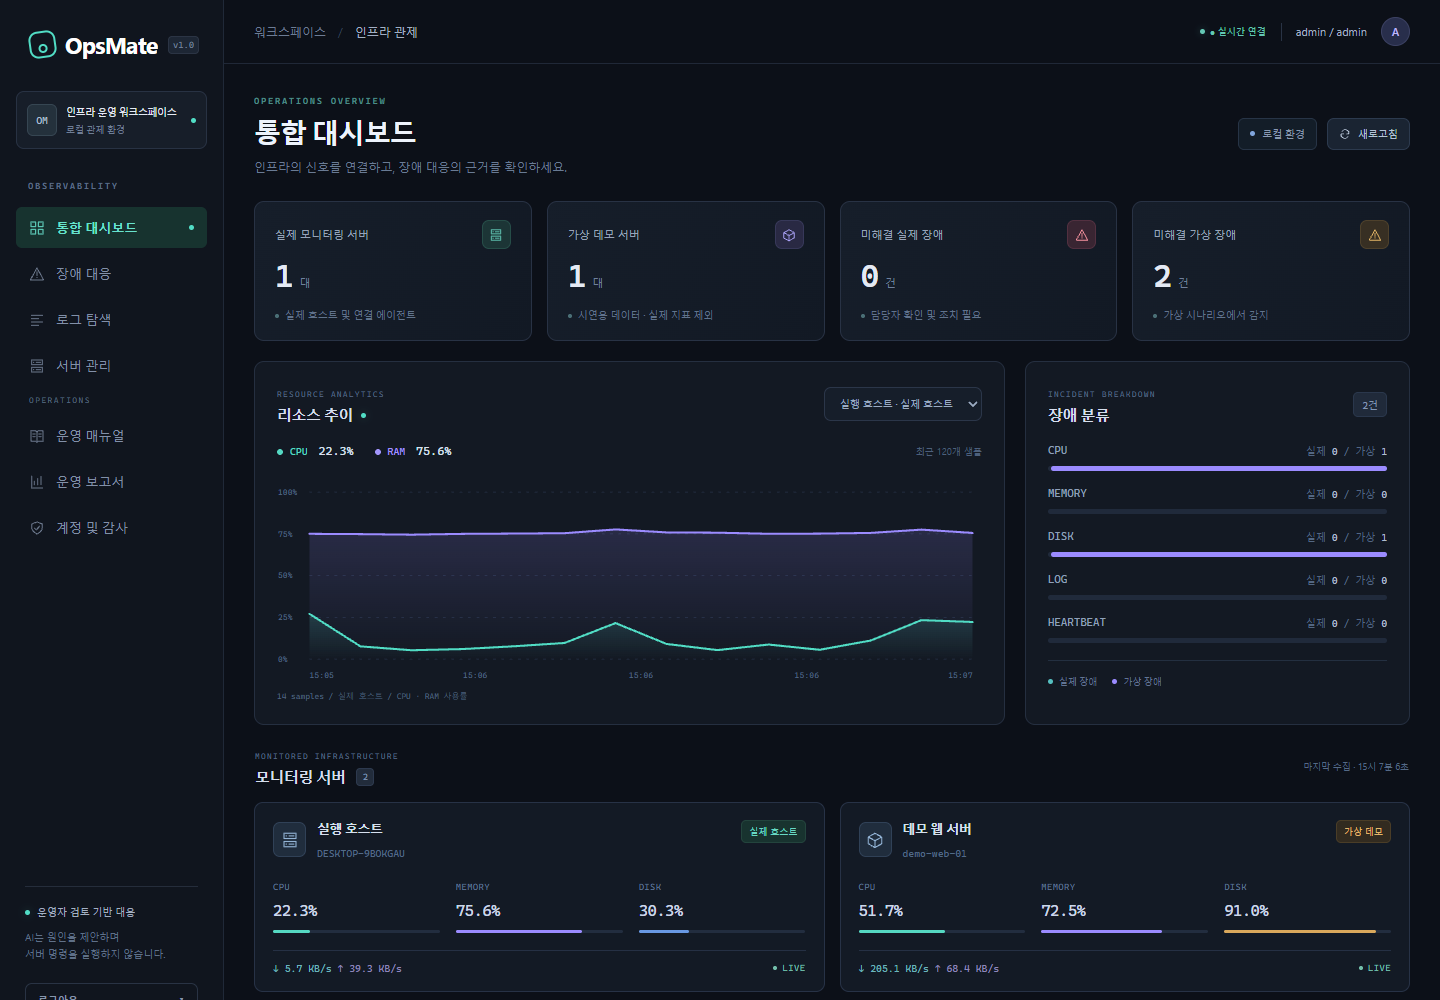 OpsMate v1.0
OM 인프라 운영 워크스페이스
로컬 관제 환경
OBSERVABILITY
통합 대시보드
장애 대응
로그 탐색
서버 관리
OPERATIONS
운영 매뉴얼
운영 보고서
계정 및 감사
운영자 검토 기반 대응
AI는 원인을 제안하며
서버 명령을 실행하지 않습니다.
로그아웃
워크스페이스 / 인프라 관제
● 실시간 연결
admin / admin
A
OPERATIONS OVERVIEW
통합 대시보드
인프라의 신호를 연결하고, 장애 대응의 근거를 확인하세요.
로컬 환경
새로고침
실제 모니터링 서버
1 대
실제 호스트 및 연결 에이전트
가상 데모 서버
1 대
시연용 데이터 · 실제 지표 제외
미해결 실제 장애
0 건
담당자 확인 및 조치 필요
미해결 가상 장애
2 건
가상 시나리오에서 감지
RESOURCE ANALYTICS
리소스 추이
실행 호스트 · 실제 호스트
CPU 22.3% RAM 75.6%
최근 120개 샘플
100%
75%
50%
25%
0%
15:05 15:06 15:06 15:06 15:07
14 samples / 실제 호스트 / CPU · RAM 사용률
INCIDENT BREAKDOWN
장애 분류
2건
CPU 실제 0 / 가상 1
MEMORY 실제 0 / 가상 0
DISK 실제 0 / 가상 1
LOG 실제 0 / 가상 0
HEARTBEAT 실제 0 / 가상 0
실제 장애 가상 장애
MONITORED INFRASTRUCTURE
모니터링 서버 2
마지막 수집 · 15시 7분 6초
실행 호스트
DESKTOP-9BOKGAU
실제 호스트
CPU MEMORY DISK
22.3% 75.6% 30.3%
↓ 5.7 KB/s ↑ 39.3 KB/s
LIVE
데모 웹 서버
demo-web-01
가상 데모
CPU MEMORY DISK
51.7% 72.5% 91.0%
↓ 205.1 KB/s ↑ 68.4 KB/s
LIVE